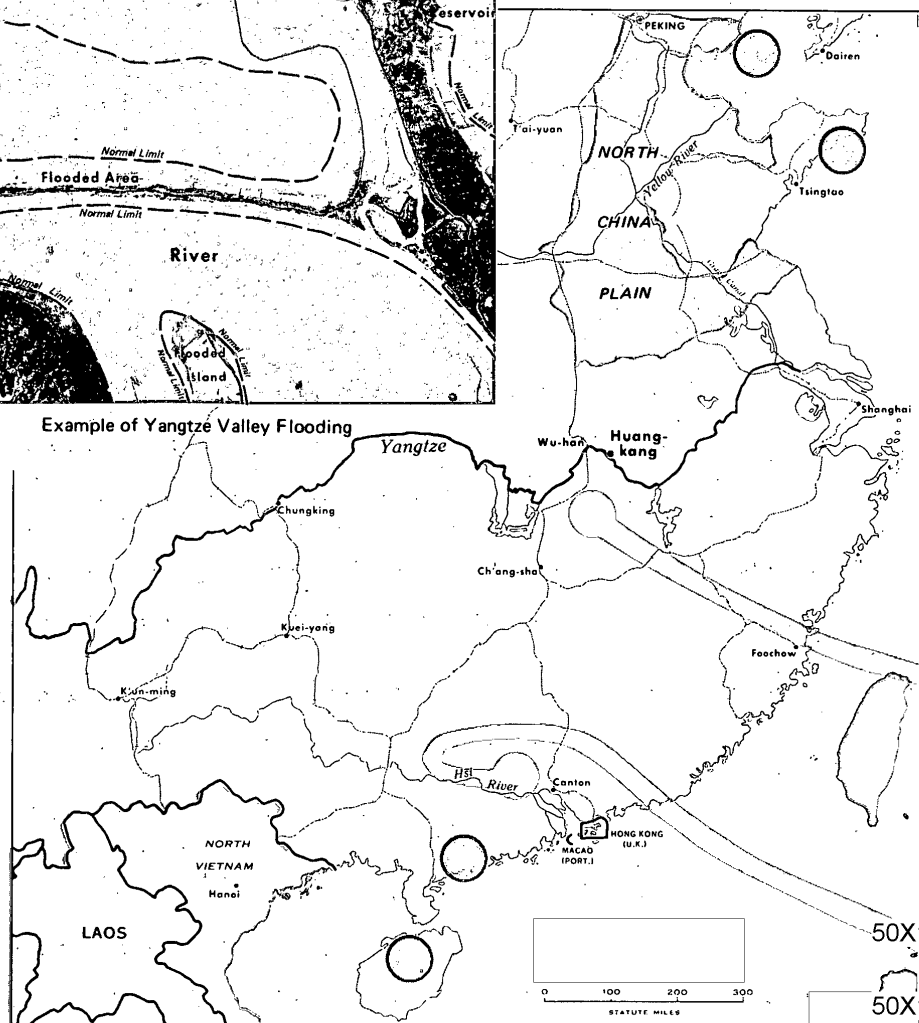 Reservoir
Normal Limit
Normal Limit
Flooded Area
Normal Limit
River
Normal Limit
Normal Limit
Normal Limit
Flooded
Island
Example of Yangtze Valley Flooding
PEKING
Dairen
T'ai-yuan
NORTH
Yellow River
Tsingtao
CHINA
Grand Canal
PLAIN
Shanghai
Yangtze
Wu-han
Huang-
kang
Chungking
Ch'ang-sha
Kuei-yang
Foochow
K'un-ming
Hsi
River
Canton
HONG KONG
(U.K.)
MACAO
(PORT.)
NORTH
VIETNAM
Hanoi
LAOS
50X
0 100 200 300
STATUTE MILES
50X